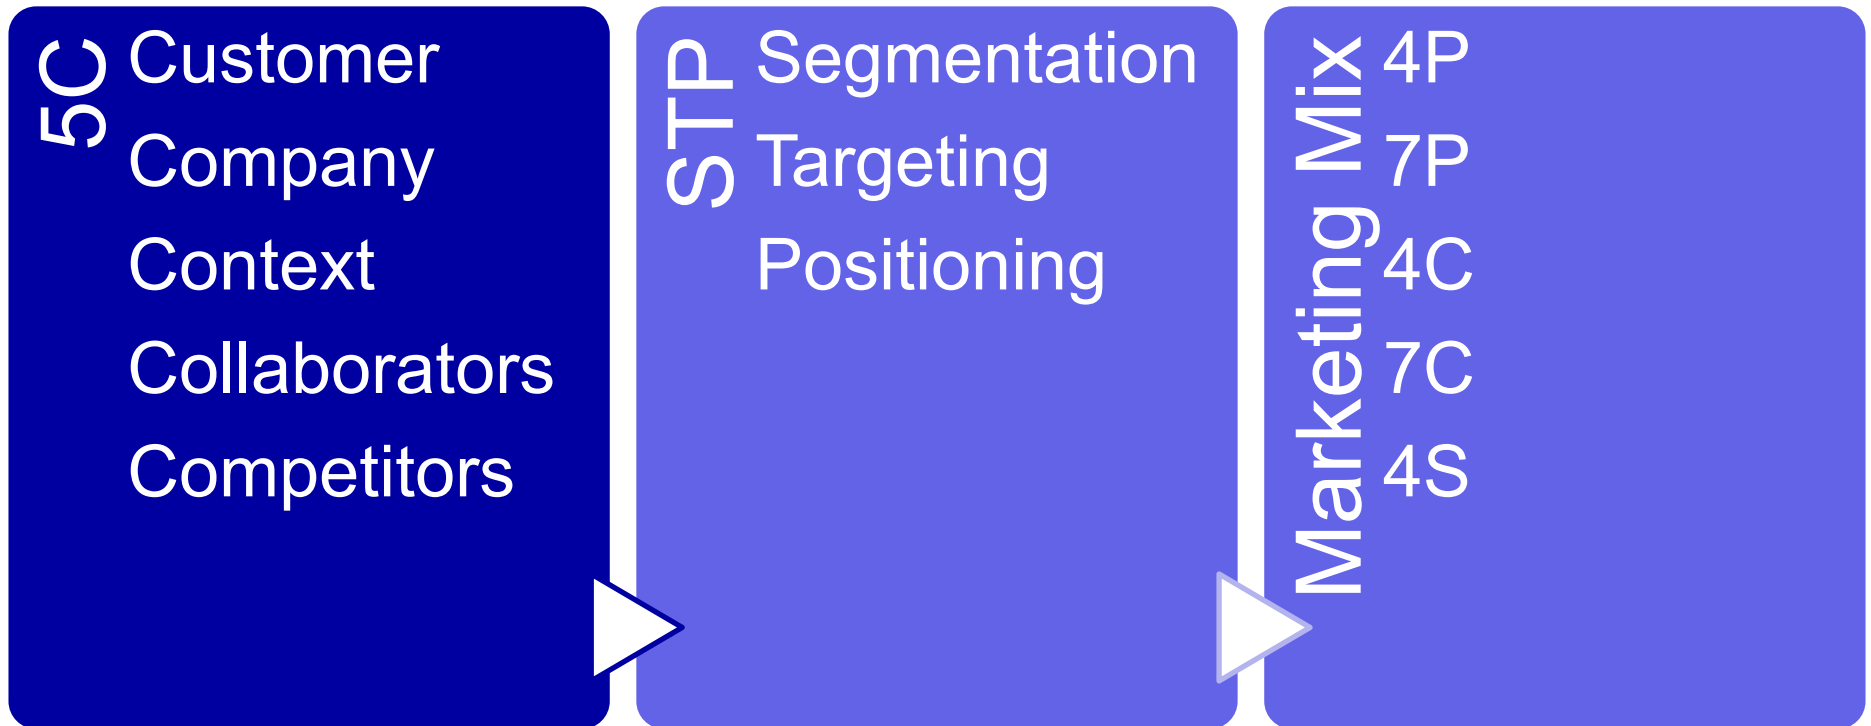 5C
Customer
Company
Context
Collaborators
Competitors
STP
Segmentation
Targeting
Positioning
Marketing Mix
4P
7P
4C
7C
4S